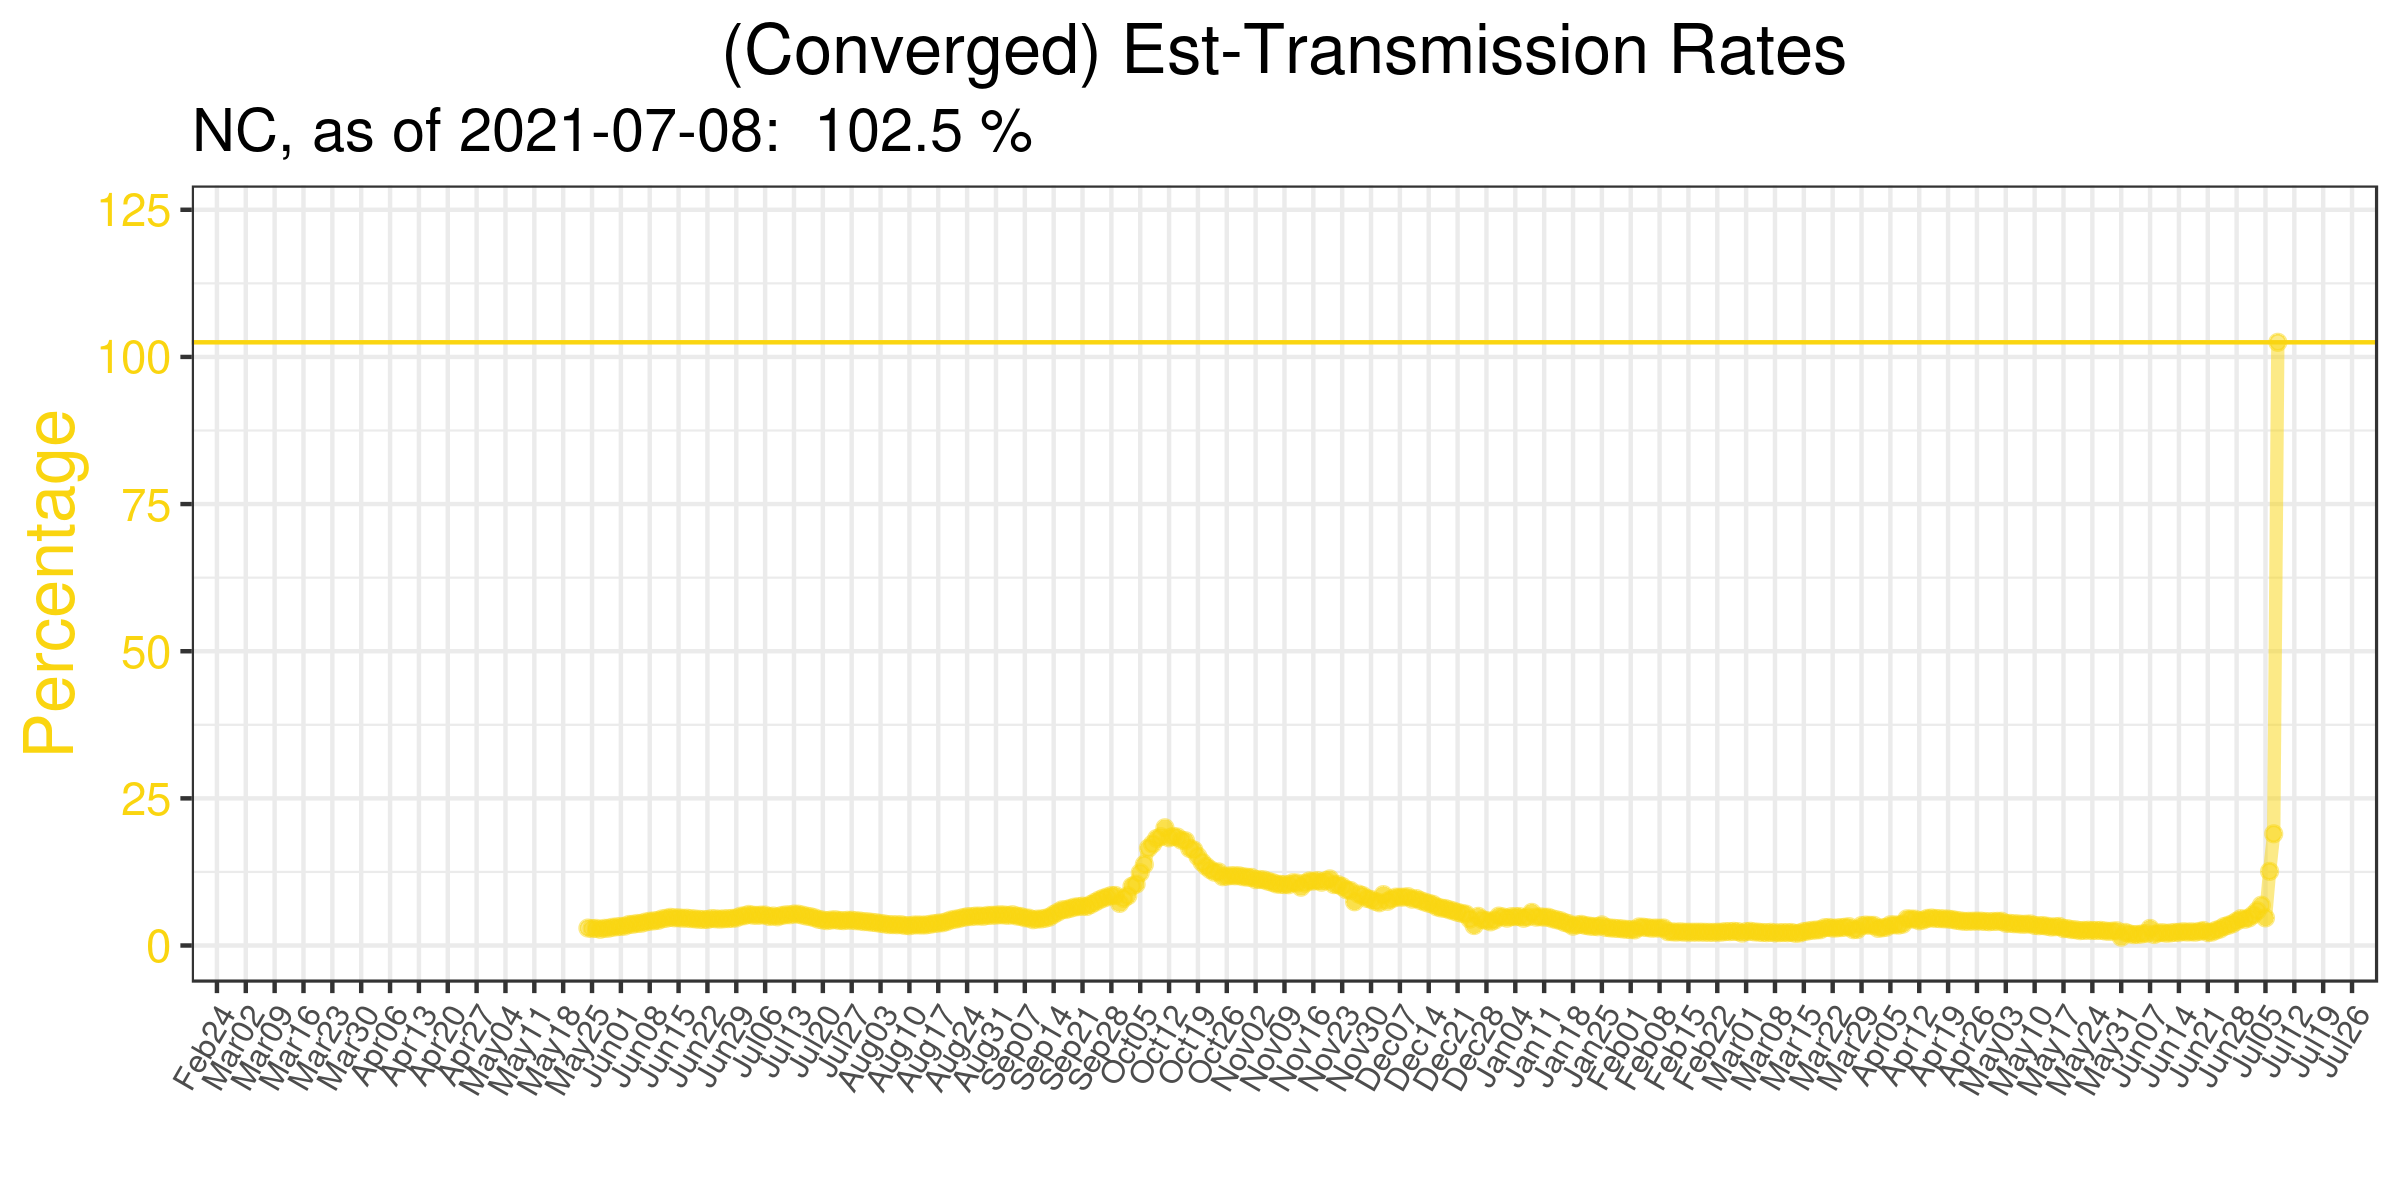 (Converged) Est-Transmission Rates
NC, as of 2021-07-08:  102.5 %
Percentage
125
100
75
50
25
0
Feb24
Mar02
Mar09
Mar16
Mar23
Mar30
Apr06
Apr13
Apr20
Apr27
May04
May11
May18
May25
Jun01
Jun08
Jun15
Jun22
Jun29
Jul06
Jul13
Jul20
Jul27
Aug03
Aug10
Aug17
Aug24
Aug31
Sep07
Sep14
Sep21
Sep28
Oct05
Oct12
Oct19
Oct26
Nov02
Nov09
Nov16
Nov23
Nov30
Dec07
Dec14
Dec21
Dec28
Jan04
Jan11
Jan18
Jan25
Feb01
Feb08
Feb15
Feb22
Mar01
Mar08
Mar15
Mar22
Mar29
Apr05
Apr12
Apr19
Apr26
May03
May10
May17
May24
May31
Jun07
Jun14
Jun21
Jun28
Jul05
Jul12
Jul19
Jul26